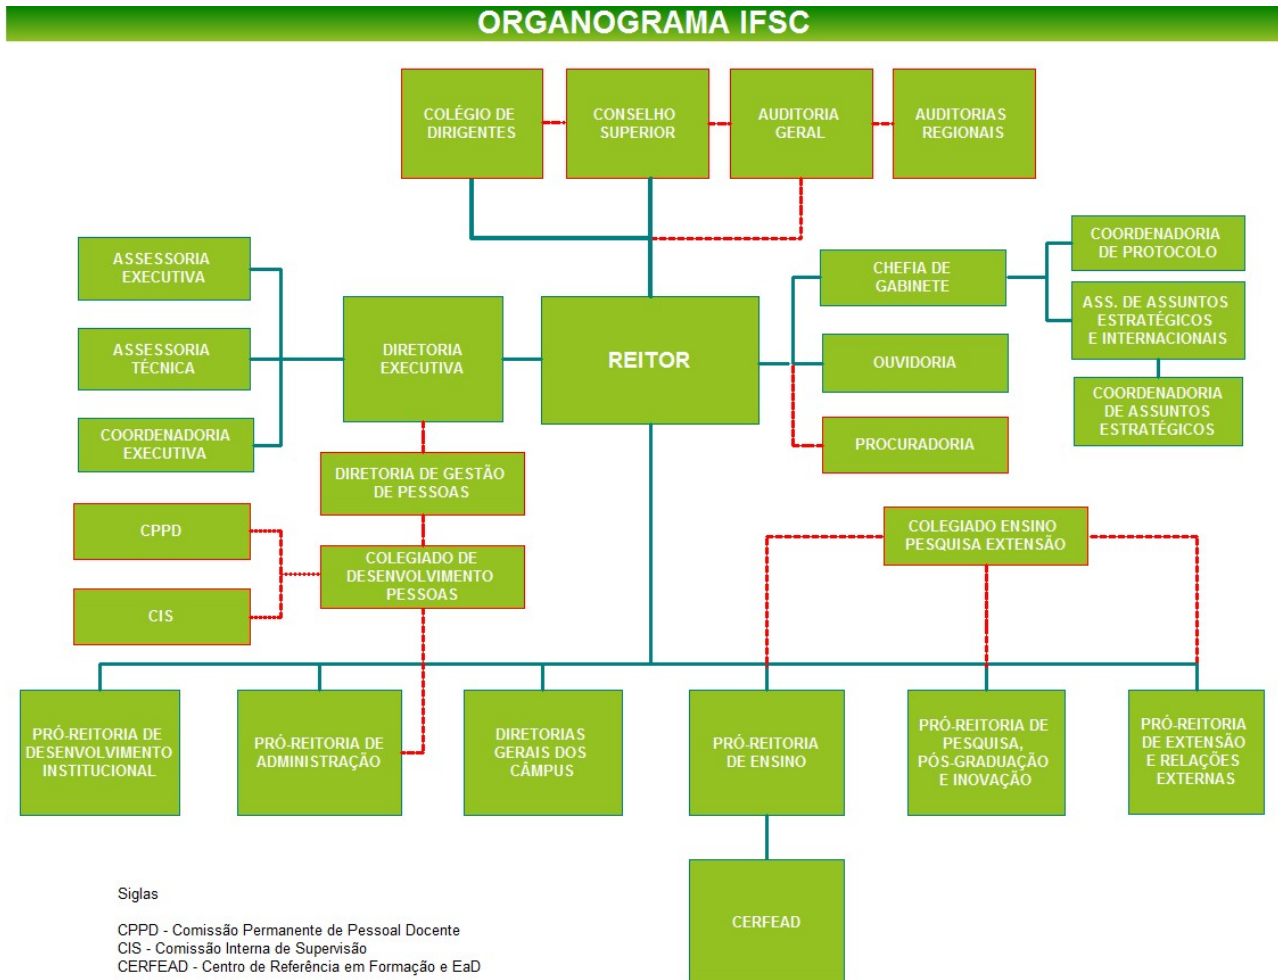 ORGANOGRAMA IFSC
COLÉGIO DE
DIRIGENTES
CONSELHO
SUPERIOR
AUDITORIA
GERAL
AUDITORIAS
REGIONAIS
ASSESSORIA
EXECUTIVA
ASSESSORIA
TÉCNICA
COORDENADORIA
EXECUTIVA
DIRETORIA
EXECUTIVA
REITOR
CHEFIA DE
GABINETE
OUVIDORIA
PROCURADORIA
COORDENADORIA
DE PROTOCOLO
ASS. DE ASSUNTOS
ESTRATÉGICOS
E INTERNACIONAIS
COORDENADORIA
DE ASSUNTOS
ESTRATÉGICOS
DIRETORIA DE GESTÃO
DE PESSOAS
CPPD
CIS
COLEGIADO DE
DESENVOLVIMENTO
PESSOAS
COLEGIADO ENSINO
PESQUISA EXTENSÃO
PRÓ-REITORIA DE
DESENVOLVIMENTO
INSTITUCIONAL
PRÓ-REITORIA DE
ADMINISTRAÇÃO
DIRETORIAS
GERAIS DOS
CÂMPUS
PRÓ-REITORIA
DE ENSINO
PRÓ-REITORIA DE
PESQUISA,
PÓS-GRADUAÇÃO
E INOVAÇÃO
PRÓ-REITORIA
DE EXTENSÃO
E RELAÇÕES
EXTERNAS
CERFEAD
Siglas
CPPD - Comissão Permanente de Pessoal Docente
CIS - Comissão Interna de Supervisão
CERFEAD - Centro de Referência em Formação e EaD